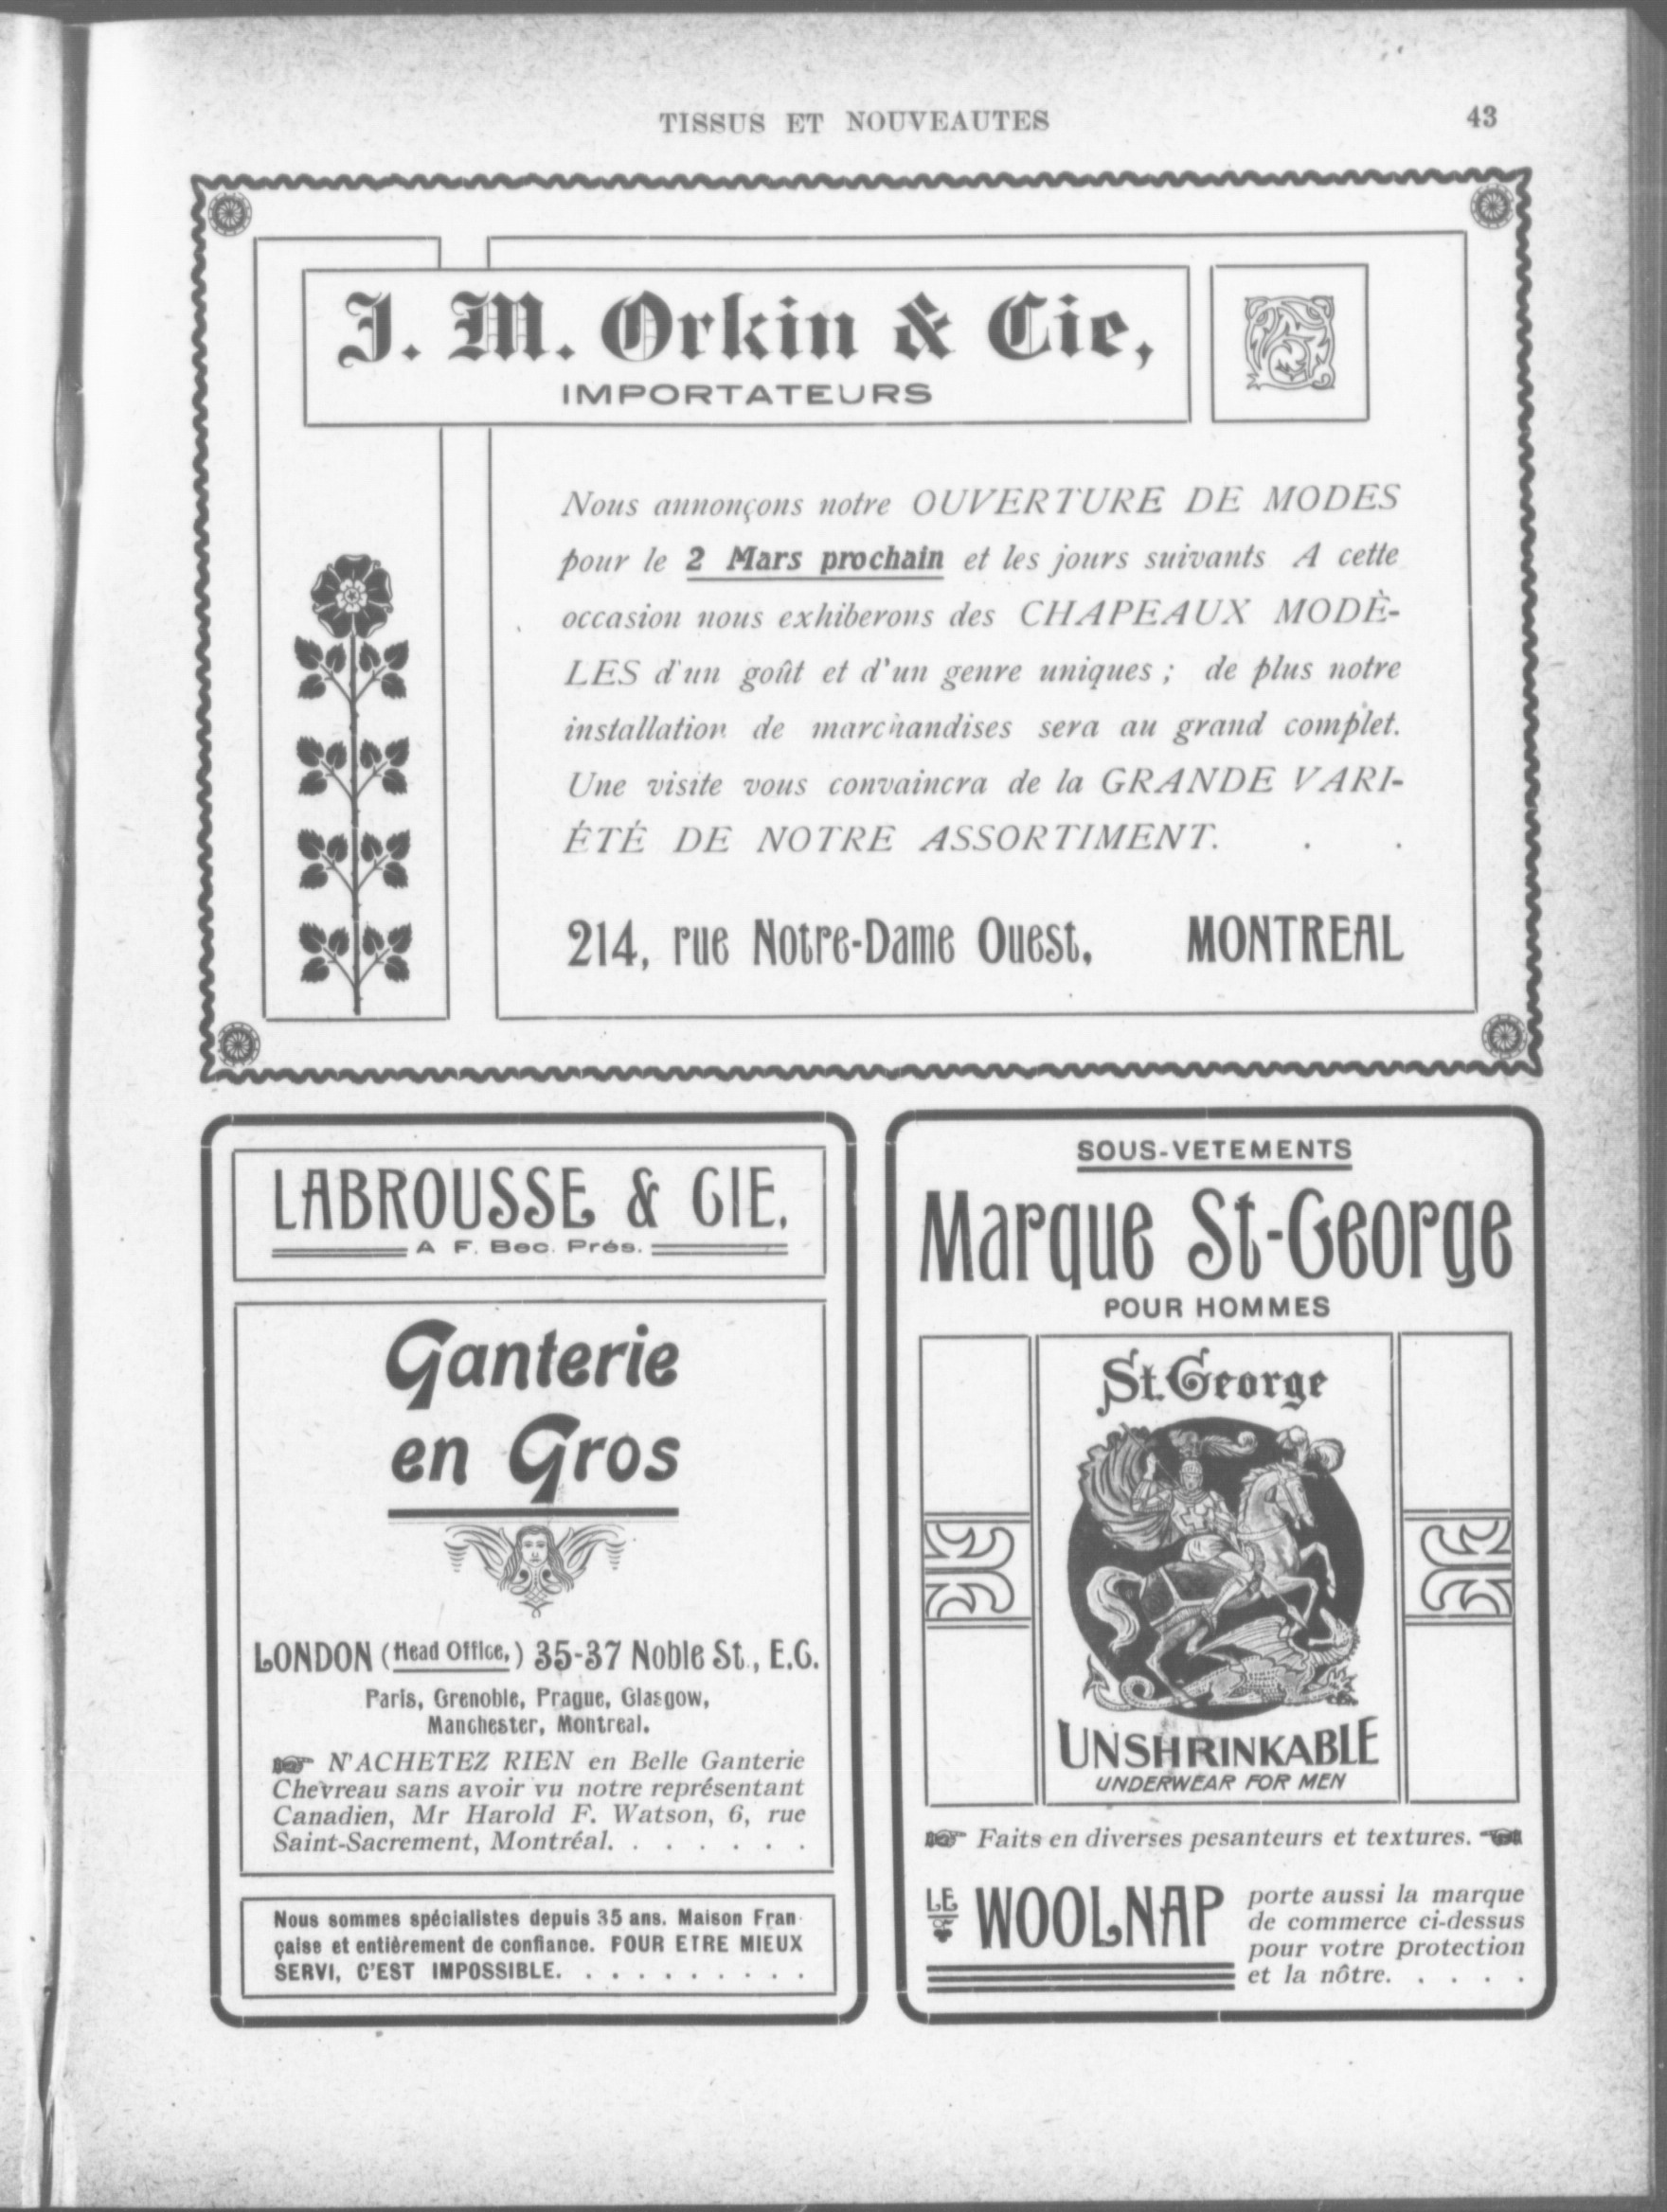 TISSUS ET NOUVEAUTES
43
J. M. Orkin & Cie,
IMPORTATEURS
Nous annonçons notre OUVERTURE DE MODES
pour le 2 Mars prochain et les jours suivants A cette
occasion nous exhiberons des CHAPEAUX MODÈ-
LES d'un goût et d'un genre uniques ; de plus notre
installation de marchandises sera au grand complet.
Une visite vous convaincra de la GRANDE VARI-
ÉTÉ DE NOTRE ASSORTIMENT. . .
214, rue Notre-Dame Ouest, MONTREAL
LABROUSSE & CIE,
A F. Bec. Prés.
Ganterie
en Gros
LONDON (Head Office,) 35-37 Noble St., E.C.
Paris, Grenoble, Prague, Glasgow,
Manchester, Montreal.
N'ACHETEZ RIEN en Belle Ganterie
Chevreau sans avoir vu notre représentant
Canadien, Mr Harold F. Watson, 6, rue
Saint-Sacrement, Montréal. . . . . . .
Nous sommes spécialistes depuis 35 ans. Maison Fran-
çaise et entièrement de confiance. POUR ETRE MIEUX
SERVI, C'EST IMPOSSIBLE. . . . . . . . . .
SOUS-VETEMENTS
Marque St-George
POUR HOMMES
St. George
UNSHRINKABLE
UNDERWEAR FOR MEN
Faits en diverses pesanteurs et textures.
LE WOOLNAP
porte aussi la marque
de commerce ci-dessus
pour votre protection
et la nôtre. . . . .